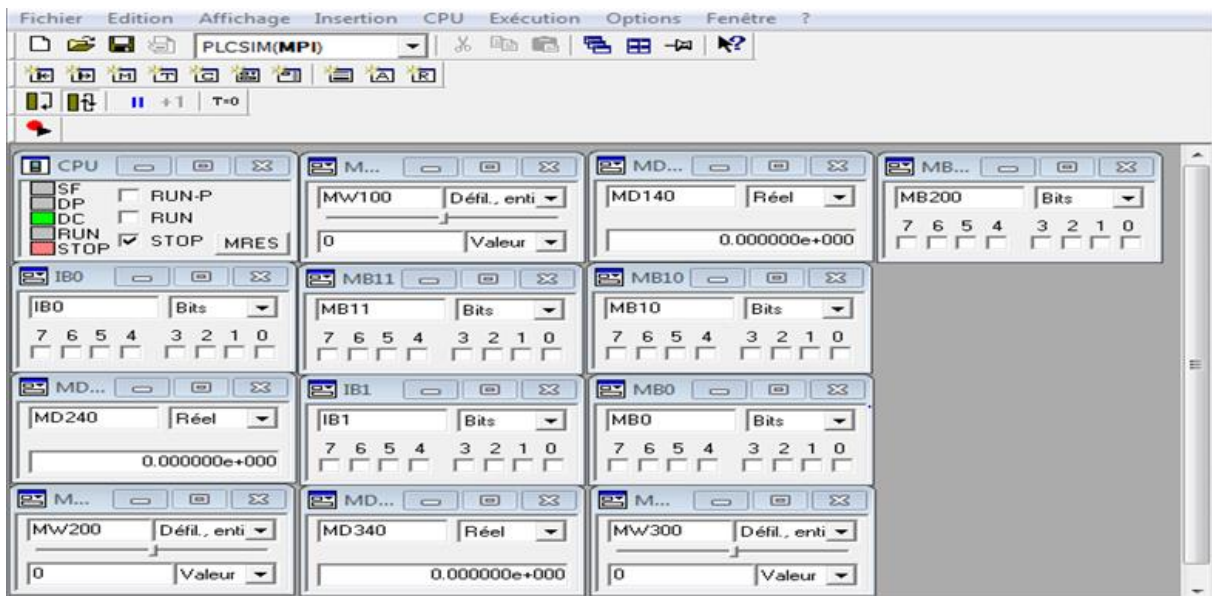 Fichier Edition Affichage Insertion CPU Exécution Options Fenêtre ?
PLCSIM(MPI)
+1 T=0
CPU
SF
DP
DC
RUN
STOP
RUN-P
RUN
STOP
MRES
M...
MW100 Défil., enti
0 Valeur
MD...
MD140 Réel
0.000000e+000
MB...
MB200 Bits
7 6 5 4 3 2 1 0
IB0
IB0 Bits
7 6 5 4 3 2 1 0
MB11
MB11 Bits
7 6 5 4 3 2 1 0
MB10
MB10 Bits
7 6 5 4 3 2 1 0
MD...
MD240 Réel
0.000000e+000
IB1
IB1 Bits
7 6 5 4 3 2 1 0
MB0
MB0 Bits
7 6 5 4 3 2 1 0
M...
MW200 Défil., enti
0 Valeur
MD...
MD340 Réel
0.000000e+000
M...
MW300 Défil., enti
0 Valeur